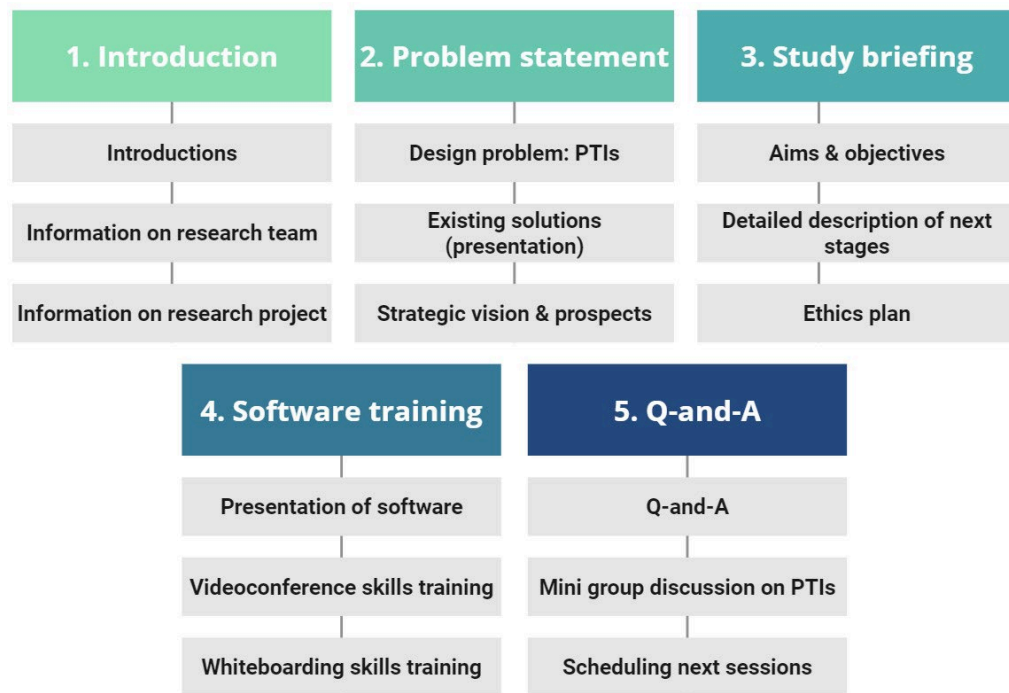 1. Introduction
Introductions
Information on research team
Information on research project
2. Problem statement
Design problem: PTIs
Existing solutions
(presentation)
Strategic vision & prospects
3. Study briefing
Aims & objectives
Detailed description of next
stages
Ethics plan
4. Software training
Presentation of software
Videoconference skills training
Whiteboarding skills training
5. Q-and-A
Q-and-A
Mini group discussion on PTIs
Scheduling next sessions